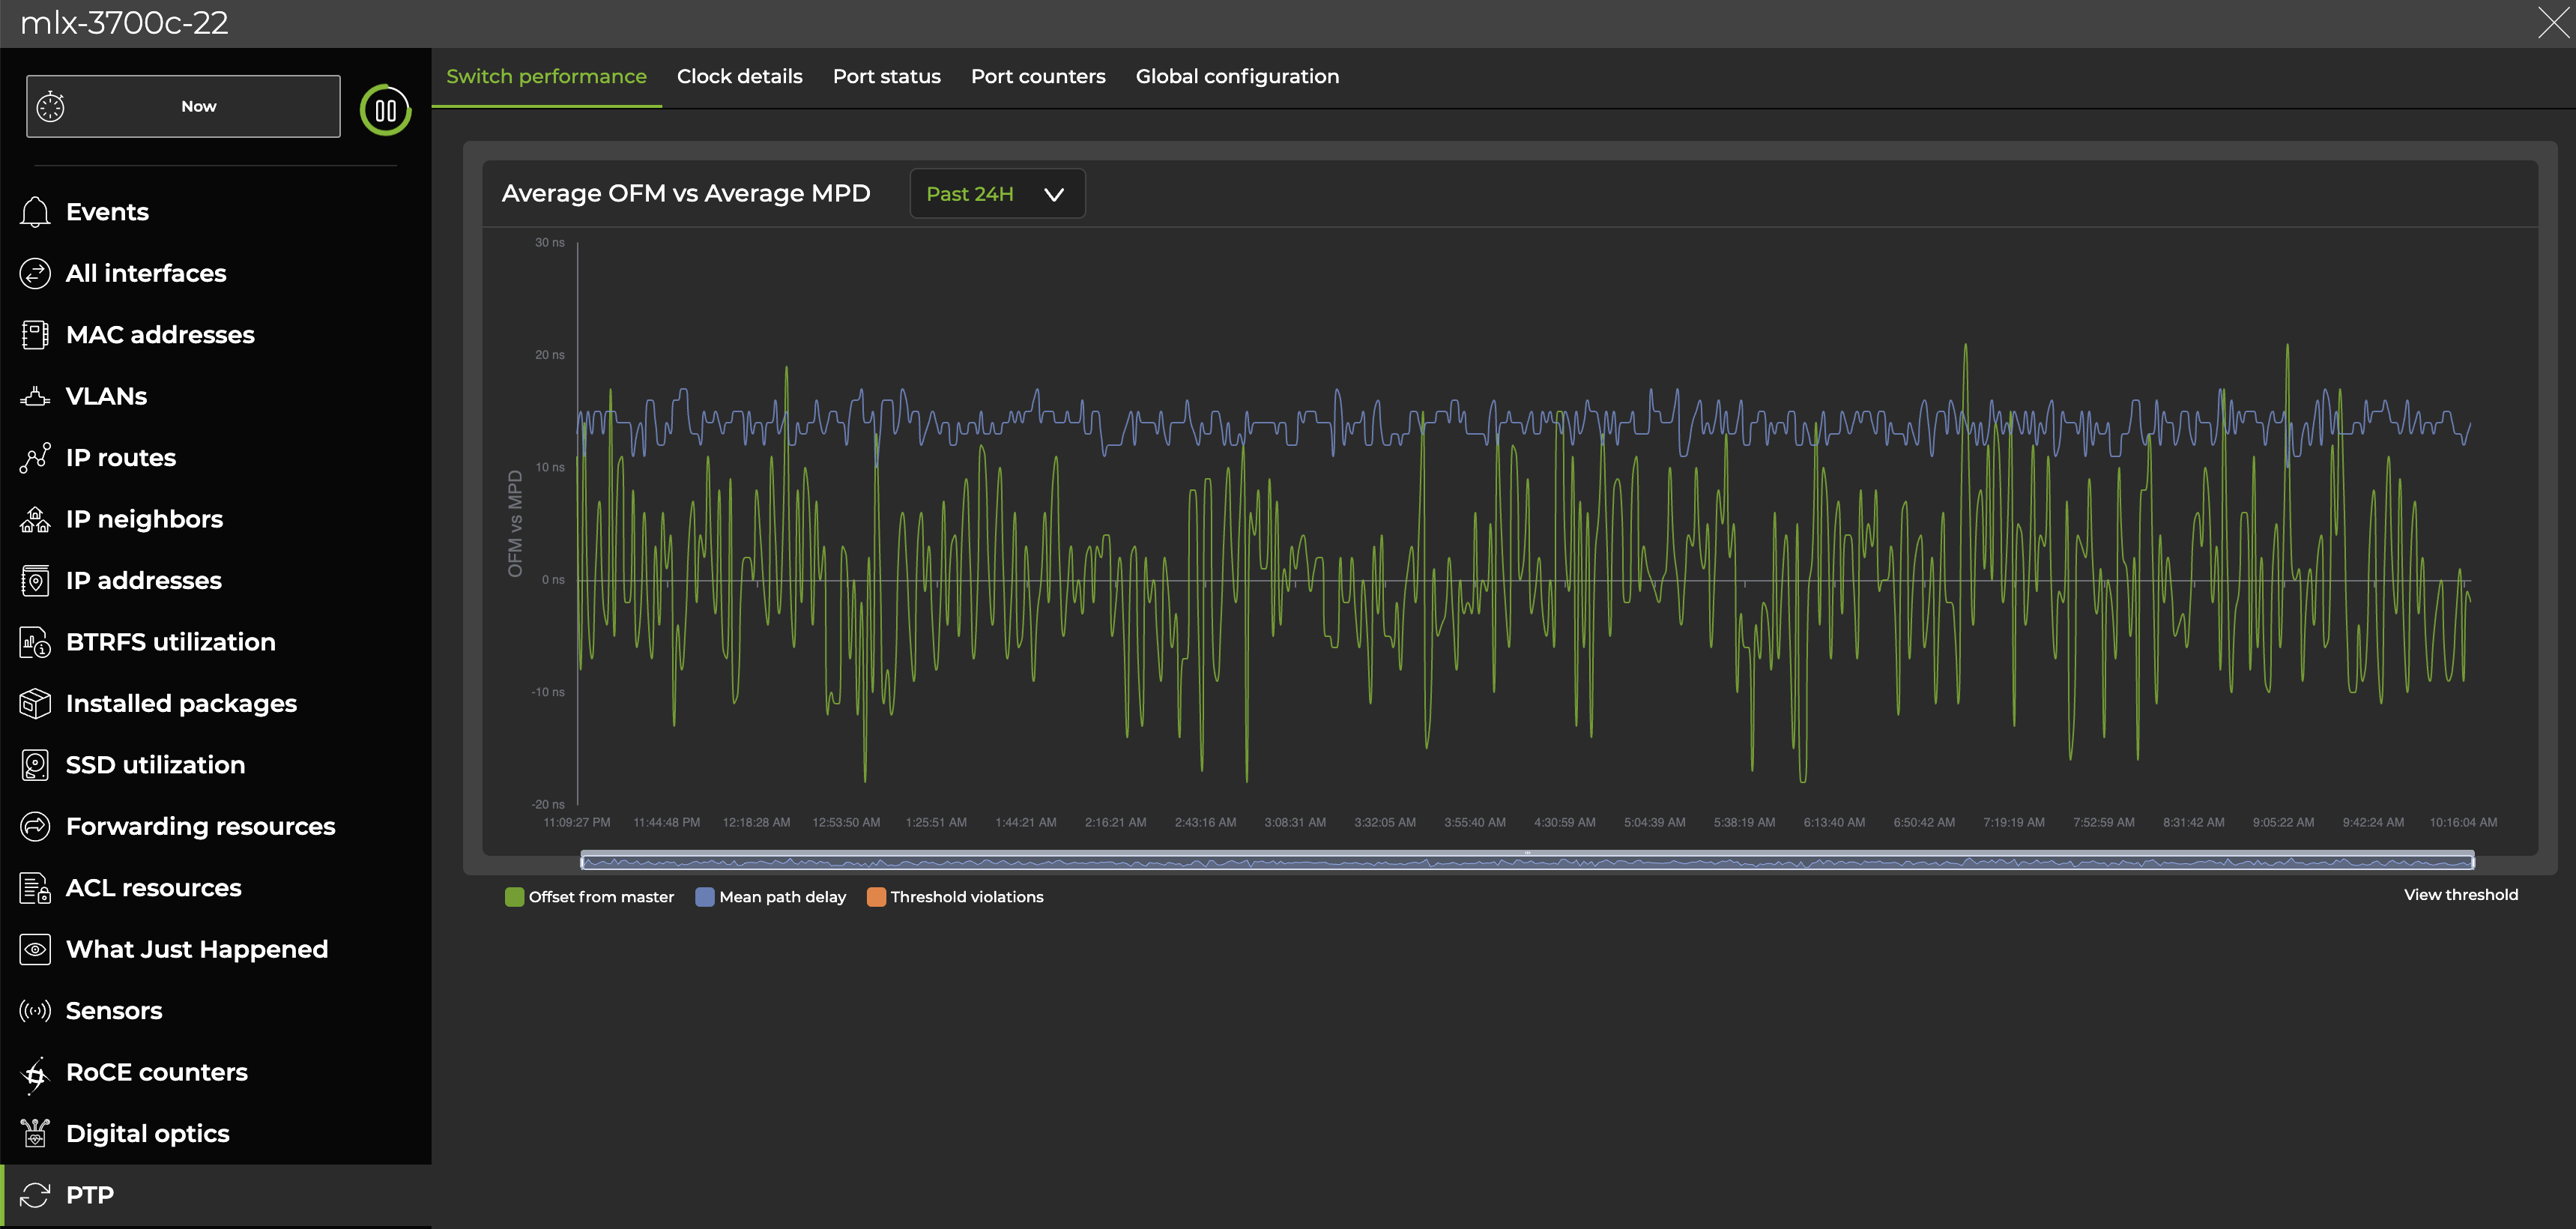 mlx-3700c-22
Now
Events
All interfaces
MAC addresses
VLANs
IP routes
IP neighbors
IP addresses
BTRFS utilization
Installed packages
SSD utilization
Forwarding resources
ACL resources
What Just Happened
Sensors
RoCE counters
Digital optics
PTP
Switch performance Clock details Port status Port counters Global configuration
Average OFM vs Average MPD Past 24H
OFM vs MPD
30 ns
20 ns
10 ns
0 ns
-10 ns
-20 ns
11:09:27 PM 11:44:48 PM 12:18:28 AM 12:53:50 AM 1:25:51 AM 1:44:21 AM 2:16:21 AM 2:43:16 AM 3:08:31 AM 3:32:05 AM 3:55:40 AM 4:30:59 AM 5:04:39 AM 5:38:19 AM 6:13:40 AM 6:50:42 AM 7:19:19 AM 7:52:59 AM 8:31:42 AM 9:05:22 AM 9:42:24 AM 10:16:04 AM
Offset from master Mean path delay Threshold violations View threshold